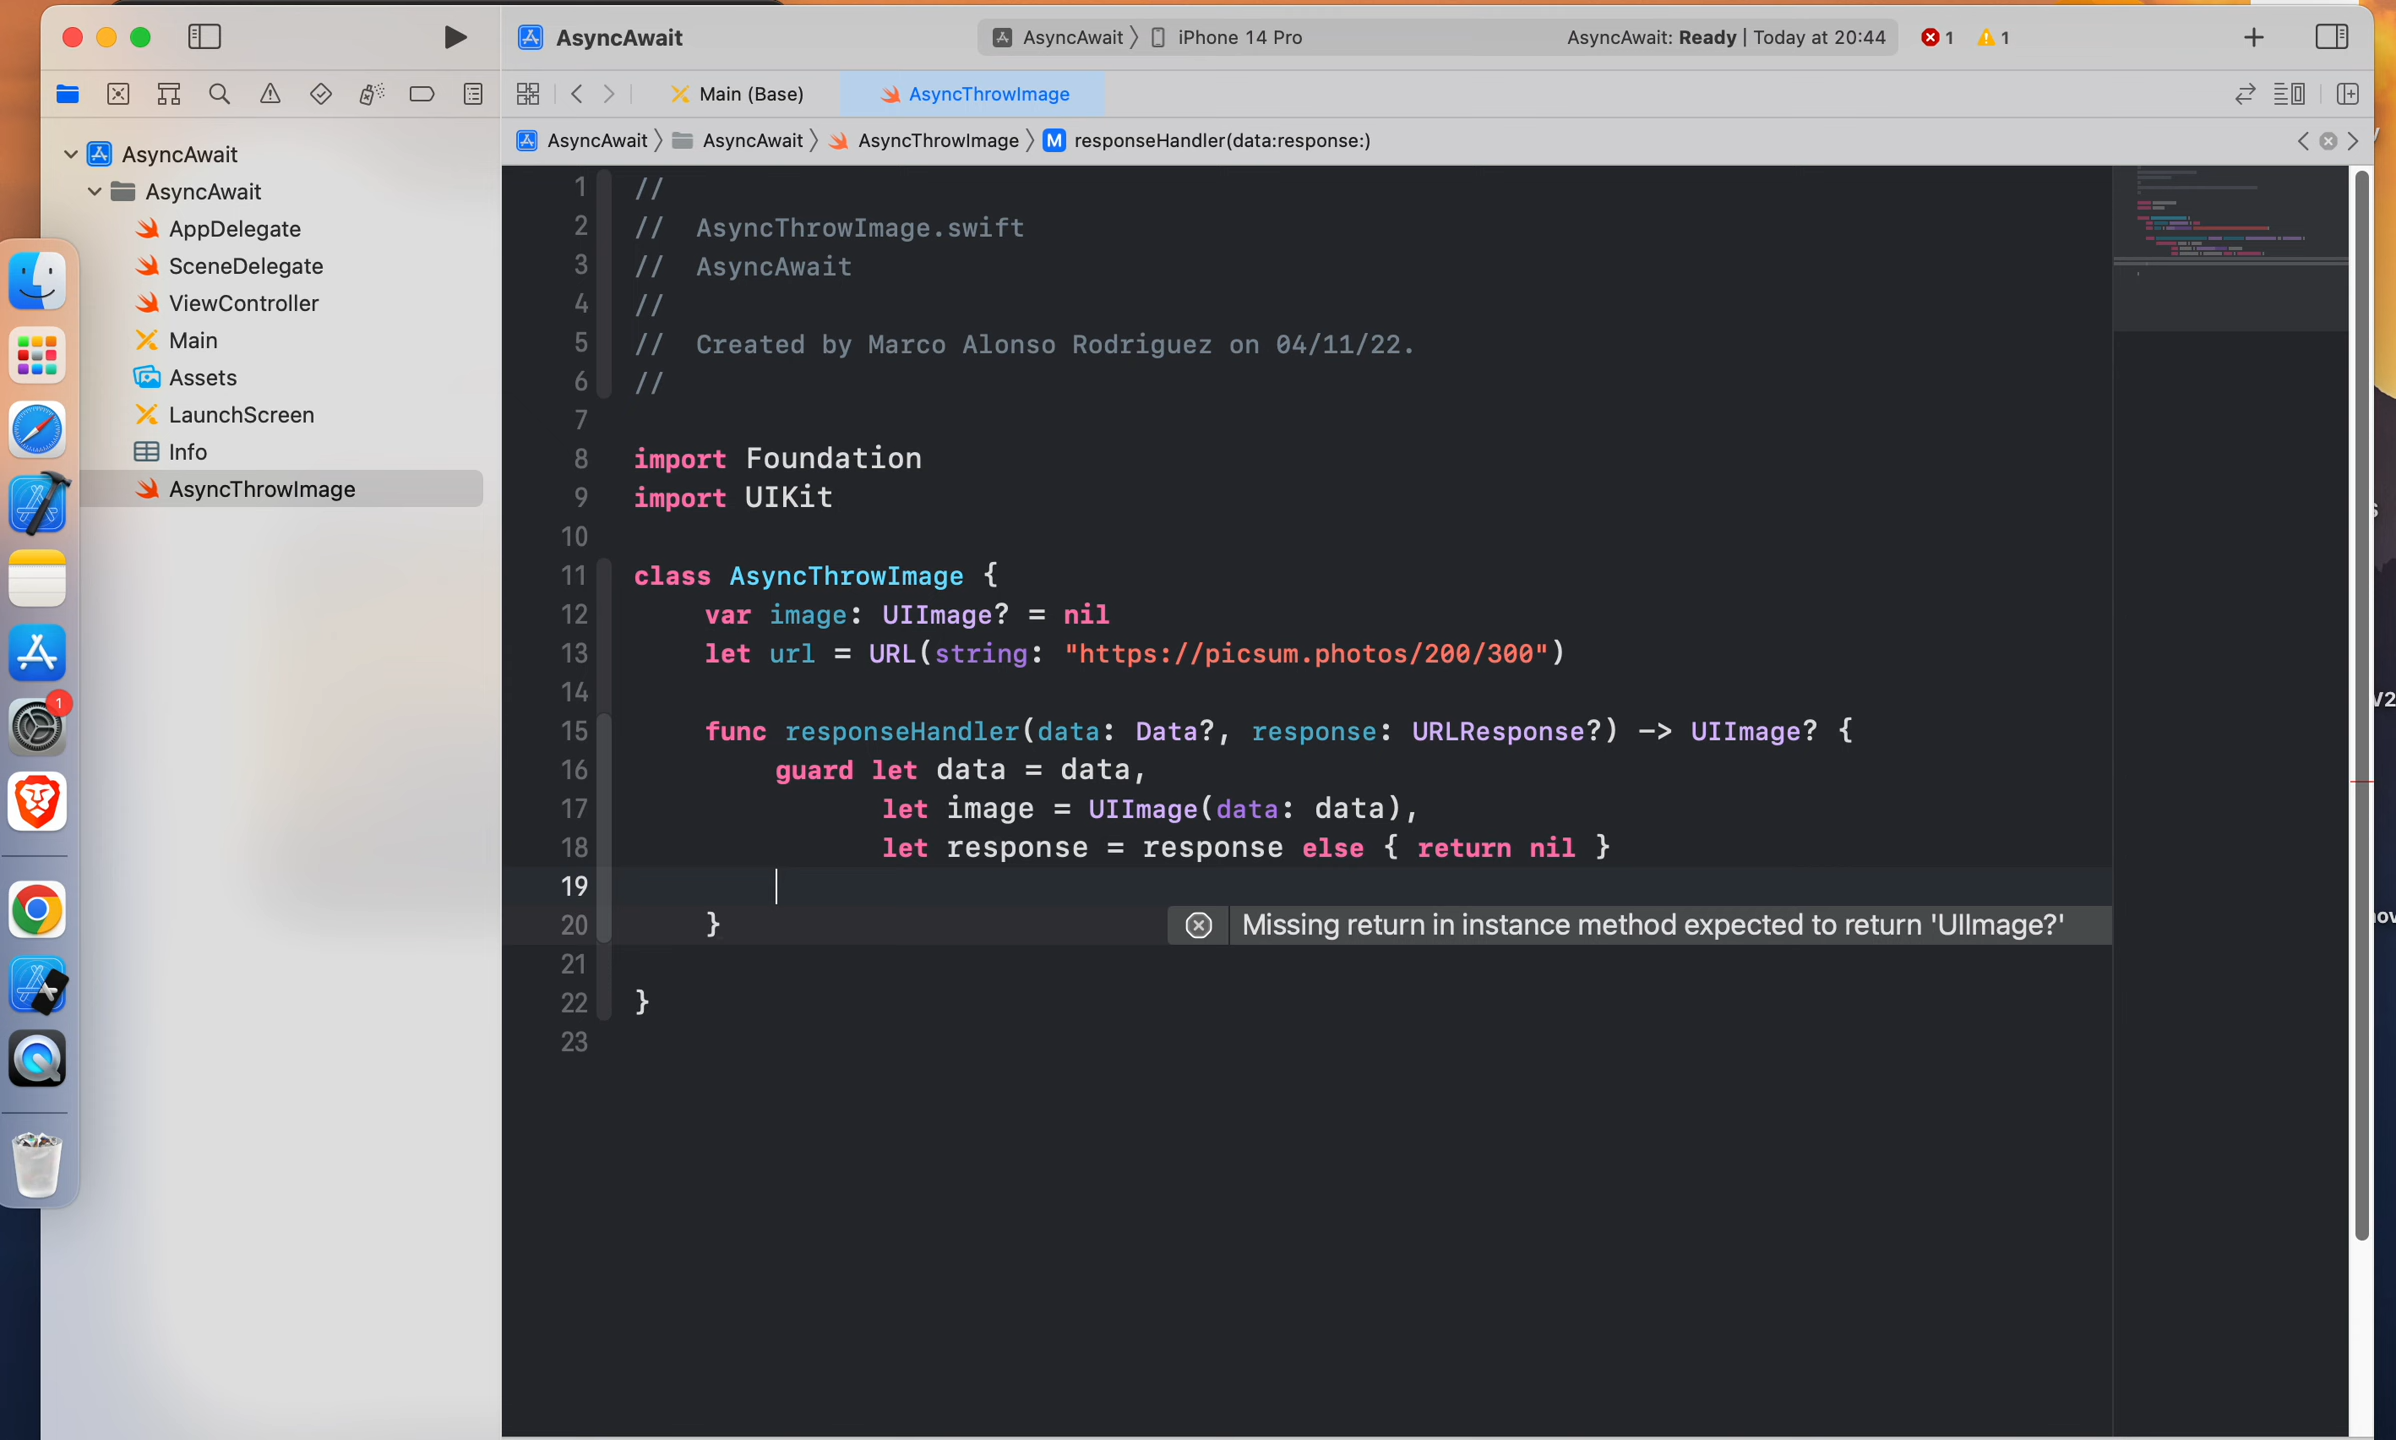 AsyncAwait
AsyncAwait 〉 iPhone 14 Pro
AsyncAwait: Ready | Today at 20:44
1
1
Main (Base)
AsyncThrowImage
AsyncAwait 〉 AsyncAwait 〉 AsyncThrowImage 〉 M responseHandler(data:response:)
AsyncAwait
AsyncAwait
AppDelegate
SceneDelegate
ViewController
Main
Assets
LaunchScreen
Info
AsyncThrowImage
1
1 //
2 //  AsyncThrowImage.swift
3 //  AsyncAwait
4 //
5 //  Created by Marco Alonso Rodriguez on 04/11/22.
6 //
7
8 import Foundation
9 import UIKit
10
11 class AsyncThrowImage {
12     var image: UIImage? = nil
13     let url = URL(string: "https://picsum.photos/200/300")
14
15     func responseHandler(data: Data?, response: URLResponse?) -> UIImage? {
16         guard let data = data,
17               let image = UIImage(data: data),
18               let response = response else { return nil }
19
20     }
Missing return in instance method expected to return 'UIImage?'
21
22 }
23